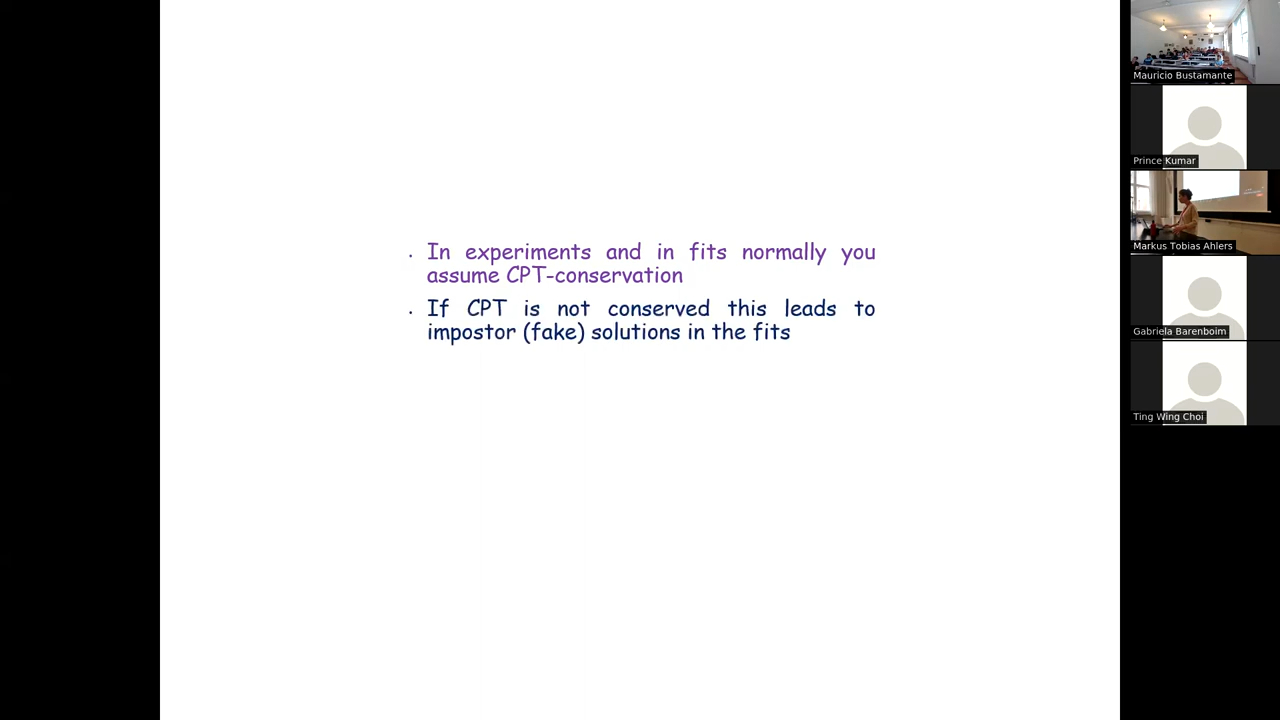 . In experiments and in fits normally you
assume CPT-conservation
. If CPT is not conserved this leads to
impostor (fake) solutions in the fits
Mauricio Bustamante
Prince Kumar
Markus Tobias Ahlers
Gabriela Barenboim
Ting Wing Choi